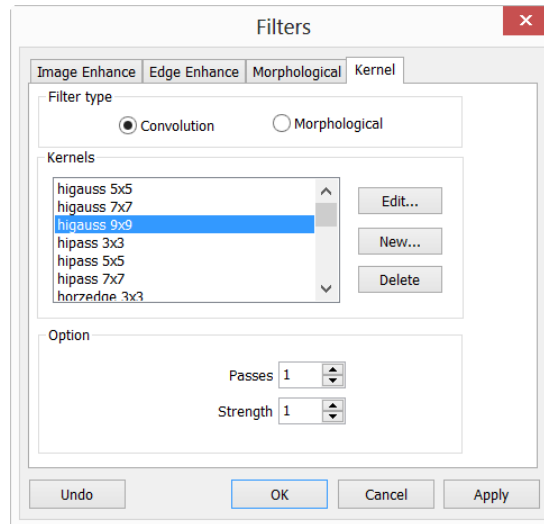 Filters
x
Image Enhance Edge Enhance Morphological Kernel
Filter type
Convolution Morphological
Kernels
higauss 5x5
higauss 7x7
higauss 9x9
hipass 3x3
hipass 5x5
hipass 7x7
horzedge 3x3
Edit...
New...
Delete
Option
Passes 1
Strength 1
Undo OK Cancel Apply